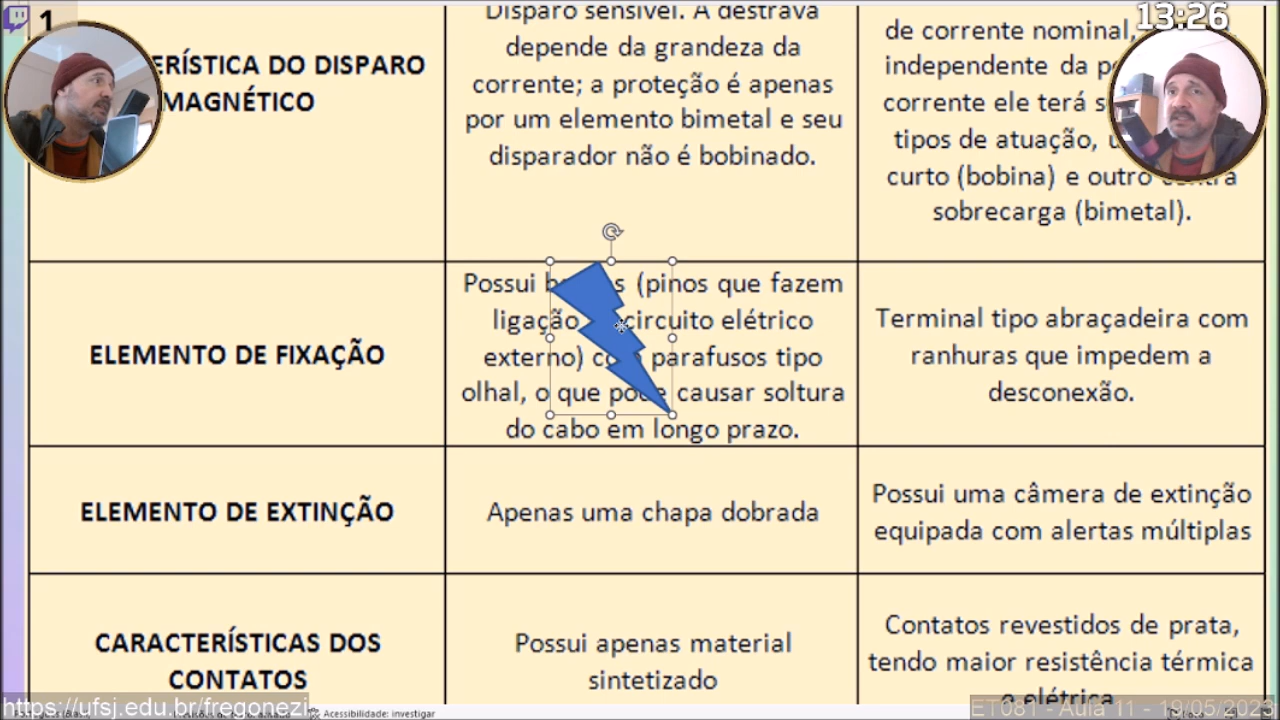 1
13:26
ERÍSTICA DO DISPARO
MAGNÉTICO
Disparo sensível. A destrava
depende da grandeza da
corrente; a proteção é apenas
por um elemento bimetal e seu
disparador não é bobinado.
de corrente nominal,
independente da
corrente ele terá
tipos de atuação,
curto (bobina) e outro contra
sobrecarga (bimetal).
ELEMENTO DE FIXAÇÃO
Possui (pinos que fazem
ligação circuito elétrico
externo) parafusos tipo
olhal, o que pode causar soltura
do cabo em longo prazo.
Terminal tipo abraçadeira com
ranhuras que impedem a
desconexão.
ELEMENTO DE EXTINÇÃO
Apenas uma chapa dobrada
Possui uma câmera de extinção
equipada com alertas múltiplas
CARACTERÍSTICAS DOS
CONTATOS
Possui apenas material
sintetizado
Contatos revestidos de prata,
tendo maior resistência térmica
e elétrica
https://ufsj.edu.br/fregonezi
Acessibilidade: investigar
ET081 - Aula 11 - 19/05/2023